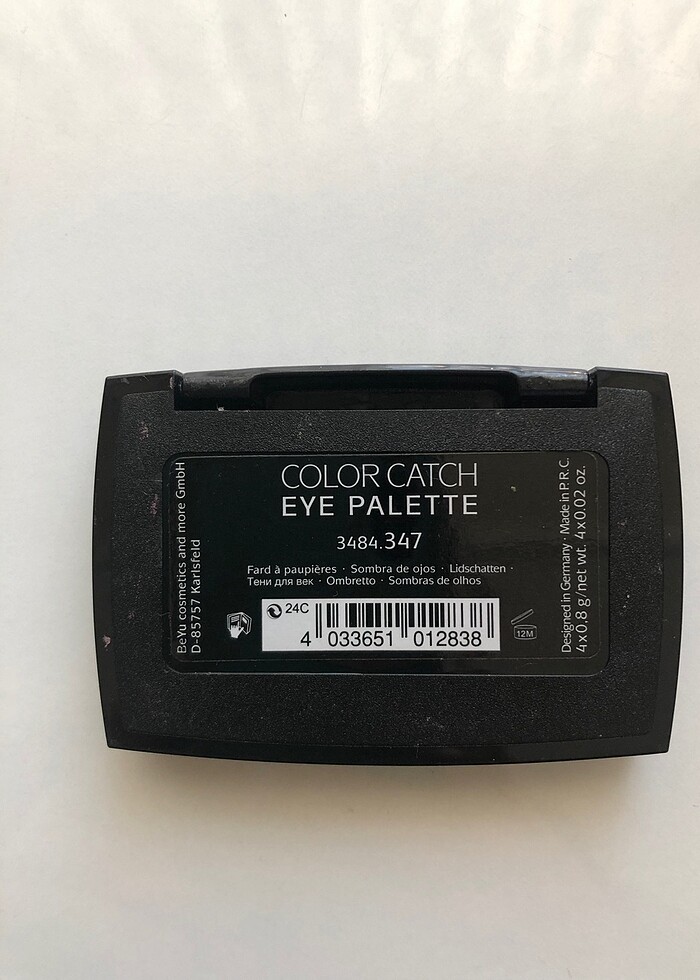 COLOR CATCH
EYE PALETTE
3484.347
Fard à paupières · Sombra de ojos · Lidschatten ·
Тени для век · Ombretto · Sombras de olhos
24C
4 033651 012838
12M
BeYu cosmetics and more GmbH
D-85757 Karlsfeld
Designed in Germany · Made in P.R.C.
4x0.8 g/net wt. 4x0.02 oz.